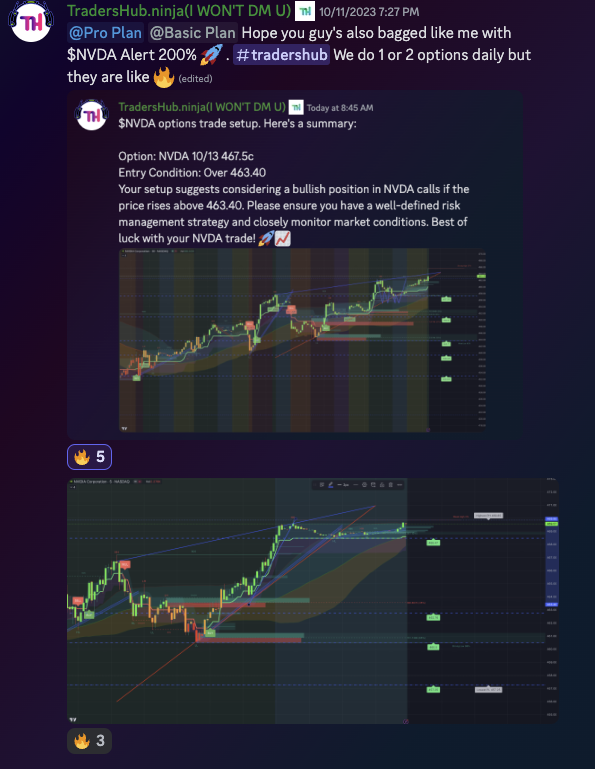 TradersHub.ninja(I WON'T DM U) TH 10/11/2023 7:27 PM
@Pro Plan @Basic Plan Hope you guy's also bagged like me with
$NVDA Alert 200% 🚀 . #tradershub We do 1 or 2 options daily but
they are like 🔥 (edited)
TradersHub.ninja(I WON'T DM U) TH Today at 8:45 AM
$NVDA options trade setup. Here's a summary:
Option: NVDA 10/13 467.5c
Entry Condition: Over 463.40
Your setup suggests considering a bullish position in NVDA calls if the
price rises above 463.40. Please ensure you have a well-defined risk
management strategy and closely monitor market conditions. Best of
luck with your NVDA trade! 🚀📈
🔥 5
NVIDIA Corporation
🔥 3